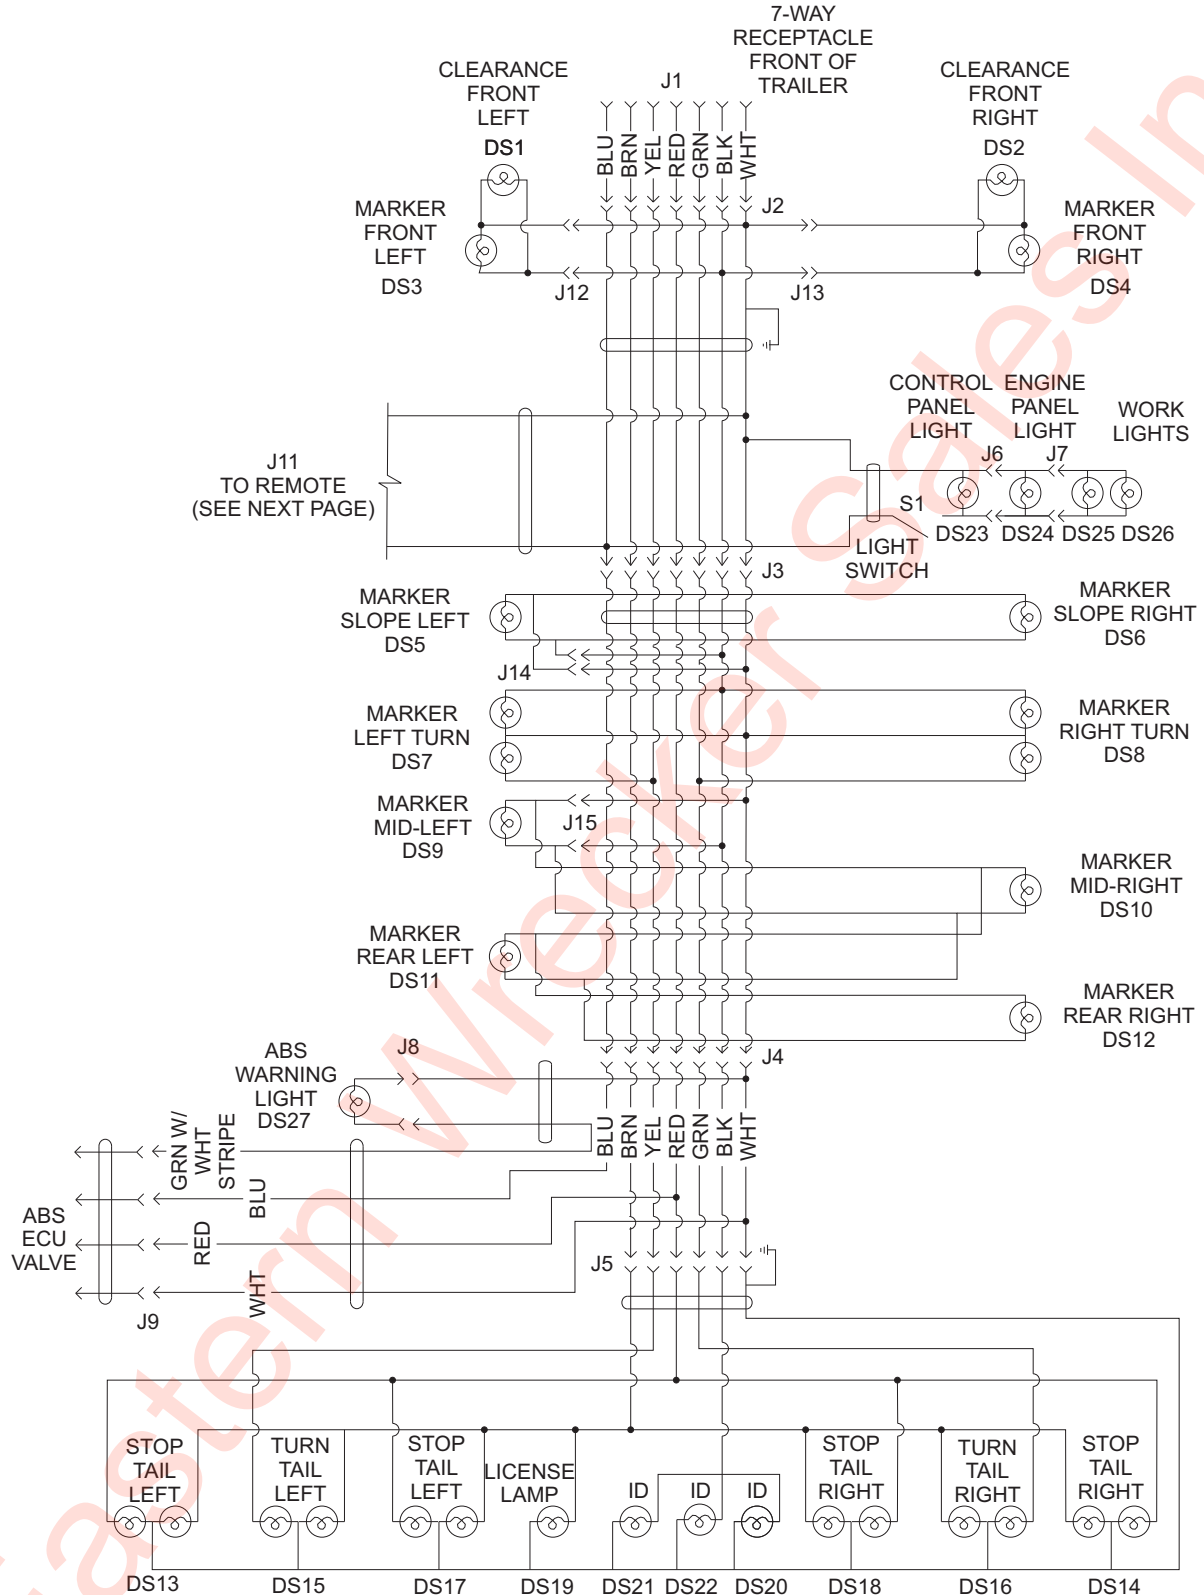 7-WAY
RECEPTACLE
FRONT OF
TRAILER
CLEARANCE
FRONT
LEFT
DS1
J1
CLEARANCE
FRONT
RIGHT
DS2
BLU
BRN
YEL
RED
GRN
BLK
WHT
MARKER
FRONT
LEFT
DS3
J2
MARKER
FRONT
RIGHT
DS4
J12
J13
CONTROL
PANEL
LIGHT
ENGINE
PANEL
LIGHT
WORK
LIGHTS
J6
J7
J11
TO REMOTE
(SEE NEXT PAGE)
S1
LIGHT
SWITCH
DS23
DS24
DS25
DS26
J3
MARKER
SLOPE LEFT
DS5
MARKER
SLOPE RIGHT
DS6
J14
MARKER
LEFT TURN
DS7
MARKER
RIGHT TURN
DS8
MARKER
MID-LEFT
DS9
J15
MARKER
MID-RIGHT
DS10
MARKER
REAR LEFT
DS11
MARKER
REAR RIGHT
DS12
J4
ABS
WARNING
LIGHT
DS27
J8
BLU
BRN
YEL
RED
GRN
BLK
WHT
GRN W/
WHT
STRIPE
BLU
RED
WHT
ABS
ECU
VALVE
J9
J5
STOP
TAIL
LEFT
TURN
TAIL
LEFT
STOP
TAIL
LEFT
LICENSE
LAMP
ID
ID
ID
STOP
TAIL
RIGHT
TURN
TAIL
RIGHT
STOP
TAIL
RIGHT
DS13
DS15
DS17
DS19
DS21
DS22
DS20
DS18
DS16
DS14
Eastern Wrecker Sales In